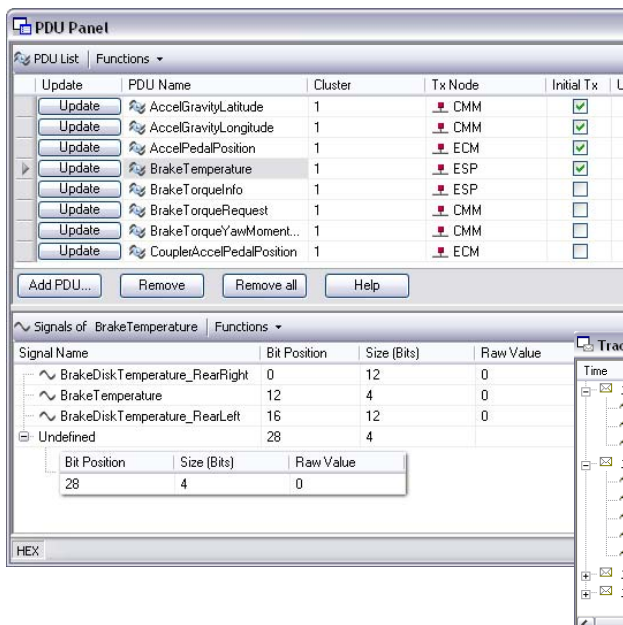 PDU Panel
PDU List Functions
Update PDU Name Cluster Tx Node Initial Tx U
Update AccelGravityLatitude 1 CMM
Update AccelGravityLongitude 1 CMM
Update AccelPedalPosition 1 ECM
Update BrakeTemperature 1 ESP
Update BrakeTorqueInfo 1 ESP
Update BrakeTorqueRequest 1 CMM
Update BrakeTorqueYawMoment... 1 CMM
Update CouplerAccelPedalPosition 1 ECM
Add PDU... Remove Remove all Help
Signals of BrakeTemperature Functions
Signal Name Bit Position Size (Bits) Raw Value
BrakeDiskTemperature_RearRight 0 12 0
BrakeTemperature 12 4 0
BrakeDiskTemperature_RearLeft 16 12 0
Undefined 28 4
Bit Position Size (Bits) Raw Value
28 4 0
HEX
Trac
Time